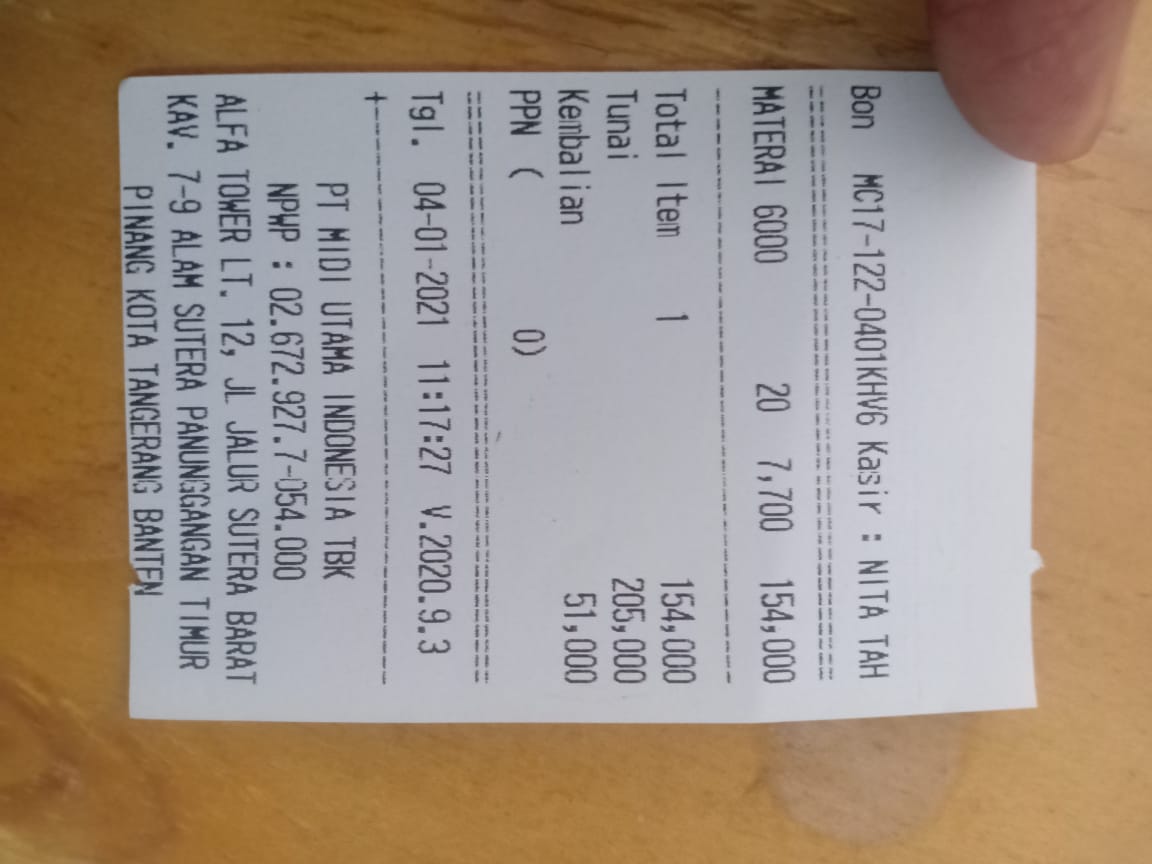 Bon MC17-122-0401KHV6 Kasir : NITA TAH
MATERAI 6000 20 7,700 154,000
Total Item 1 154,000
Tunai 205,000
Kembalian 51,000
PPN ( 0)
Tgl. 04-01-2021 11:17:27 V.2020.9.3
PT MIDI UTAMA INDONESIA TBK
NPWP : 02.672.927.7-054.000
ALFA TOWER LT. 12, JL JALUR SUTERA BARAT
KAV. 7-9 ALAM SUTERA PANUNGGANGAN TIMUR
PINANG KOTA TANGERANG BANTEN